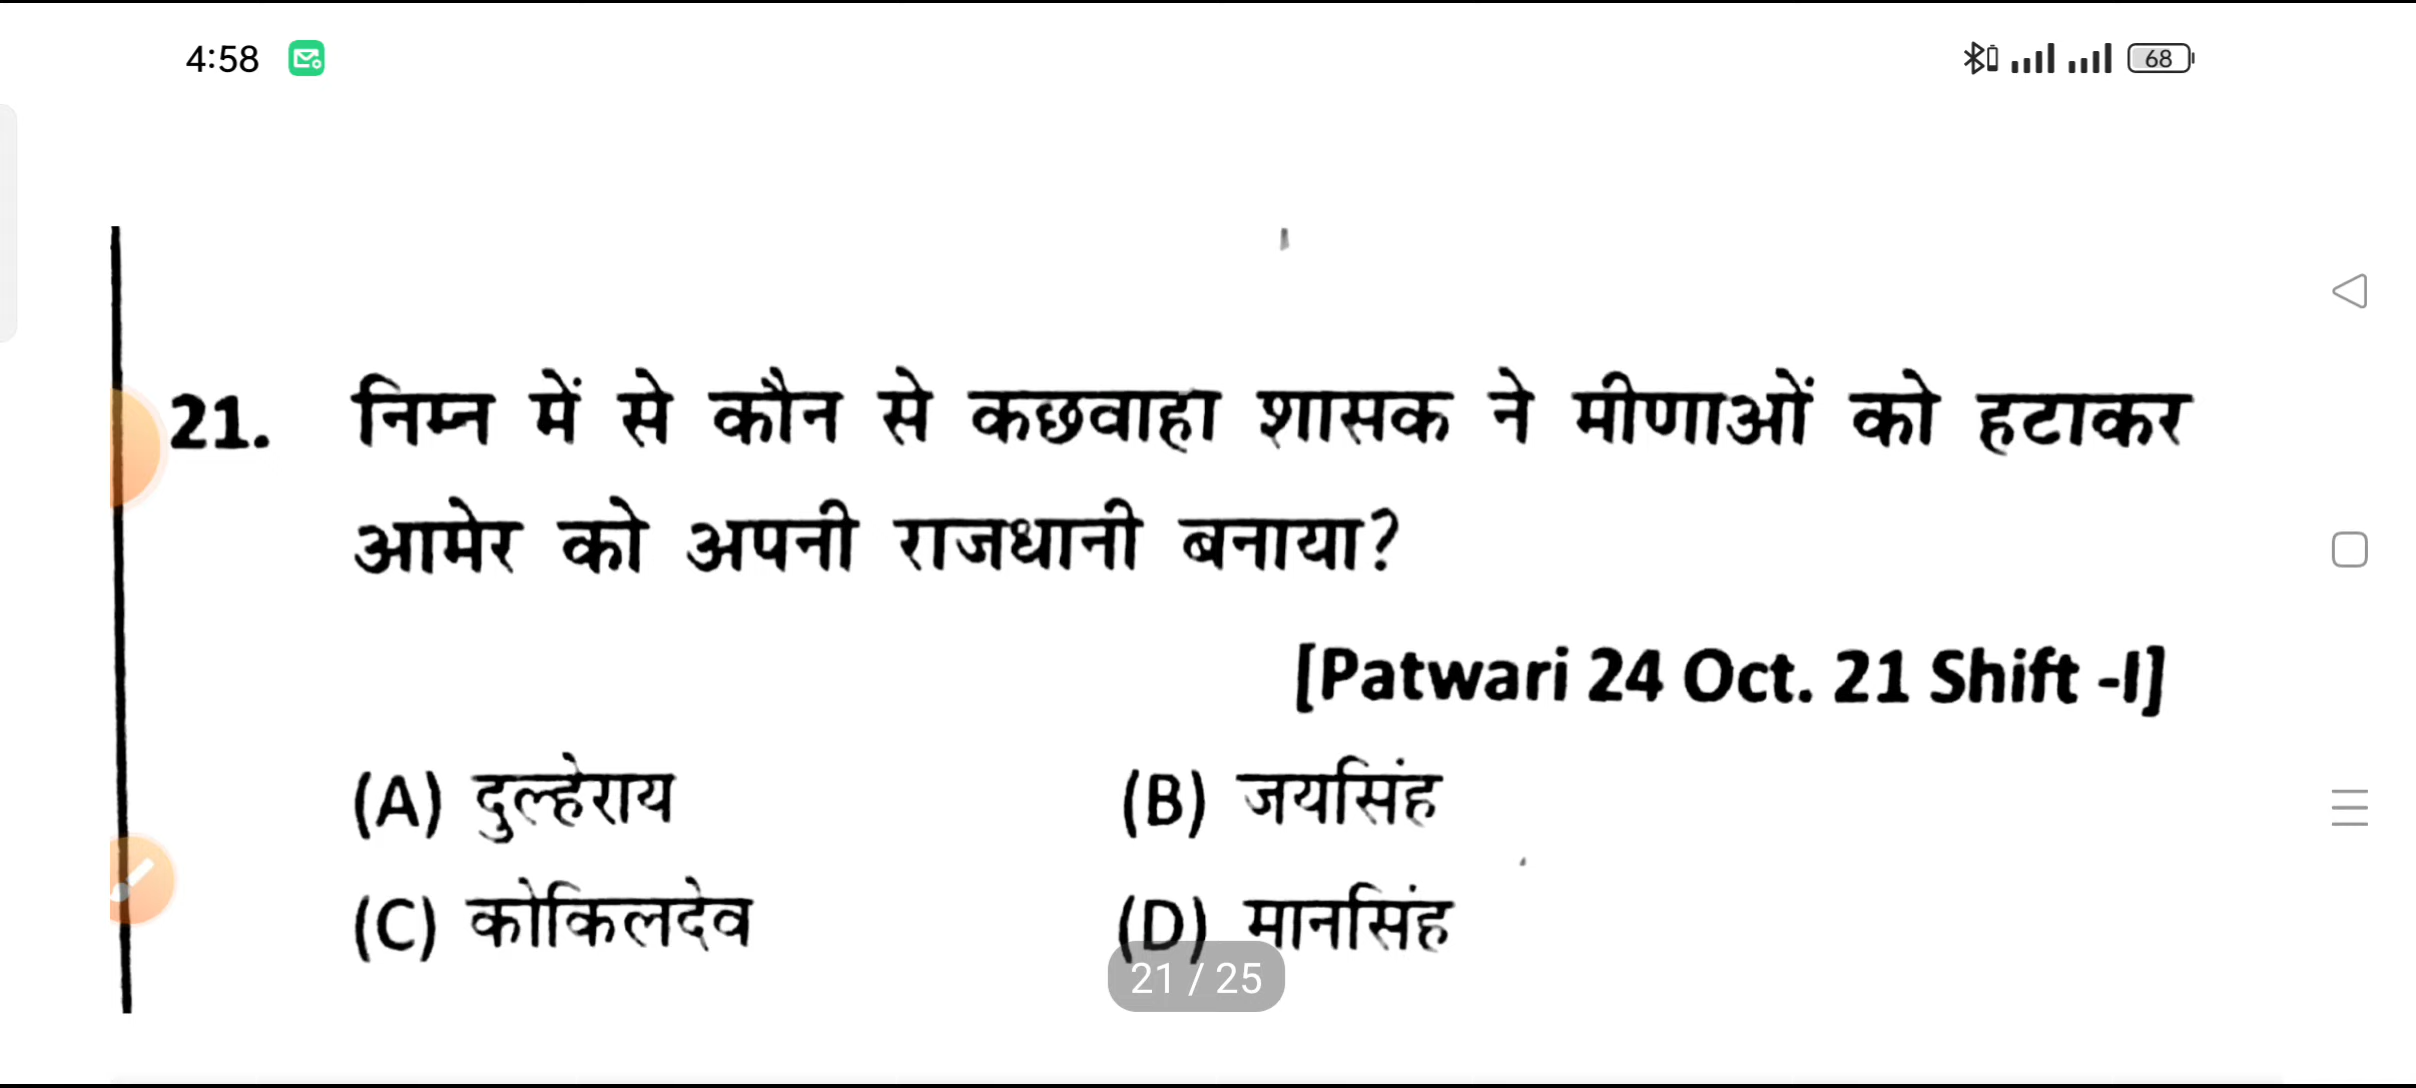 4:58
68
21. निम्न में से कौन से कछवाहा शासक ने मीणाओं को हटाकर
आमेर को अपनी राजधानी बनाया?
[Patwari 24 Oct. 21 Shift -I]
(A) दुल्हेराय (B) जयसिंह
(C) कोकिलदेव (D) मानसिंह
21 / 25